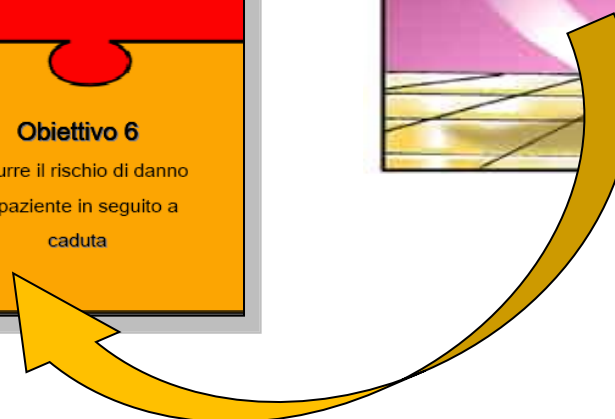 Obiettivo 6
urre il rischio di danno
paziente in seguito a
caduta